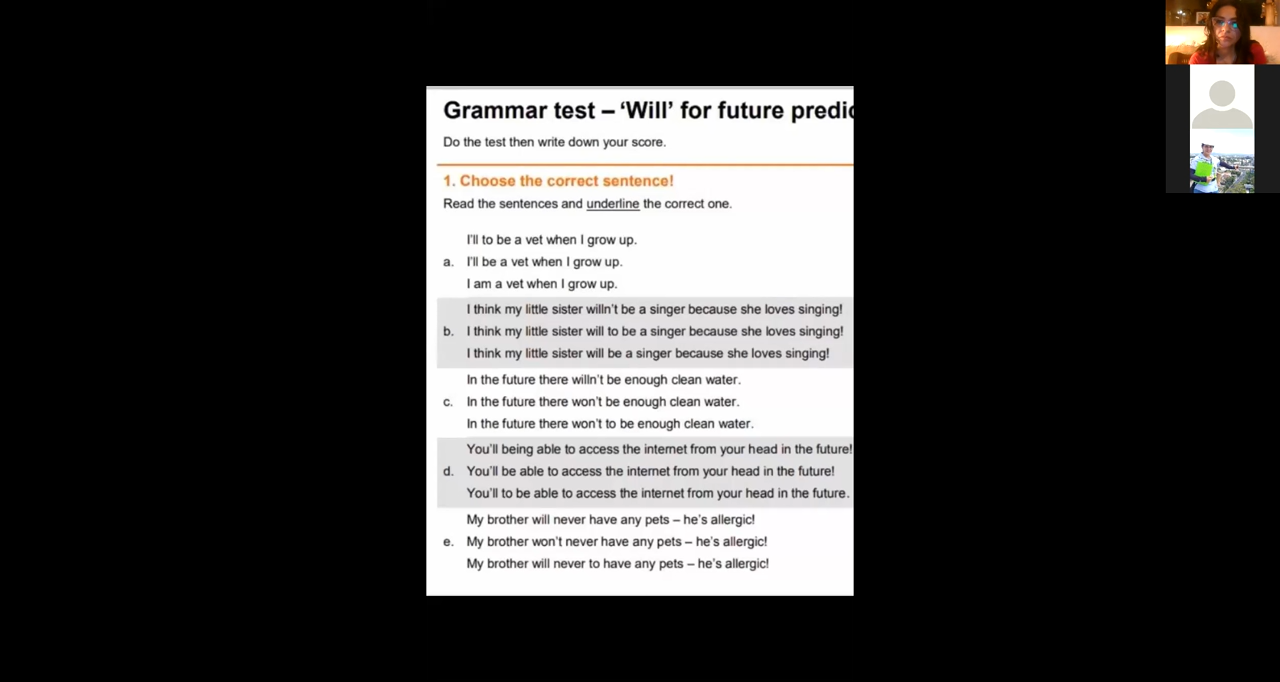 Grammar test – ‘Will’ for future predic
Do the test then write down your score.
1. Choose the correct sentence!
Read the sentences and underline the correct one.
I’ll to be a vet when I grow up.
a. I’ll be a vet when I grow up.
I am a vet when I grow up.
I think my little sister willn’t be a singer because she loves singing!
b. I think my little sister will to be a singer because she loves singing!
I think my little sister will be a singer because she loves singing!
In the future there willn’t be enough clean water.
c. In the future there won’t be enough clean water.
In the future there won’t to be enough clean water.
You’ll being able to access the internet from your head in the future!
d. You’ll be able to access the internet from your head in the future!
You’ll to be able to access the internet from your head in the future.
My brother will never have any pets – he’s allergic!
e. My brother won’t never have any pets – he’s allergic!
My brother will never to have any pets – he’s allergic!